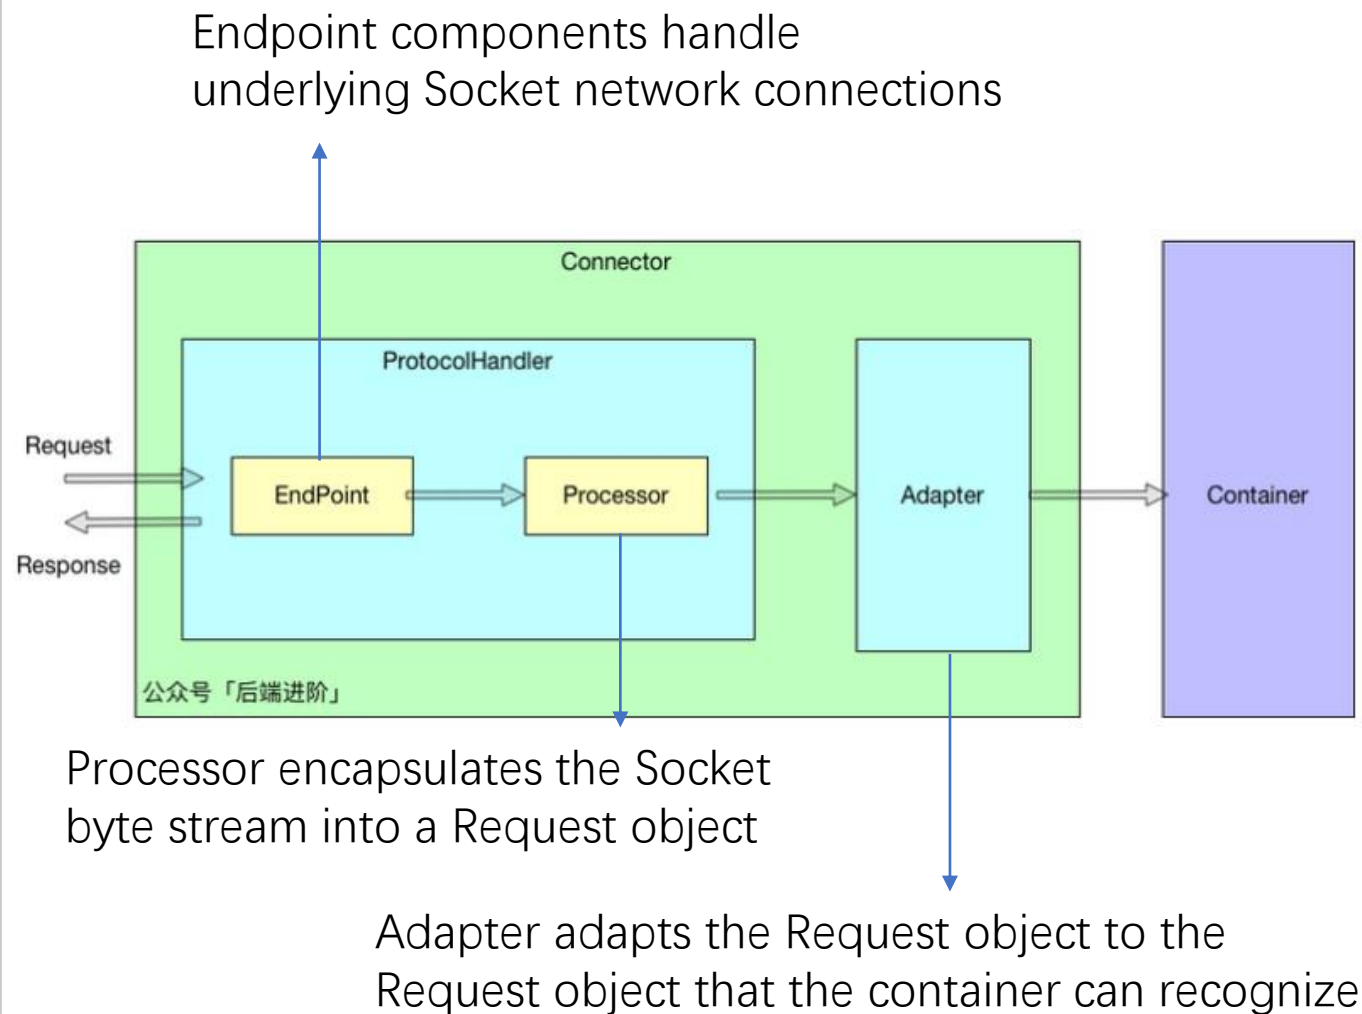 Endpoint components handle
underlying Socket network connections
Connector
ProtocolHandler
Request
EndPoint
Processor
Adapter
Container
Response
公众号「后端进阶」
Processor encapsulates the Socket
byte stream into a Request object
Adapter adapts the Request object to the
Request object that the container can recognize